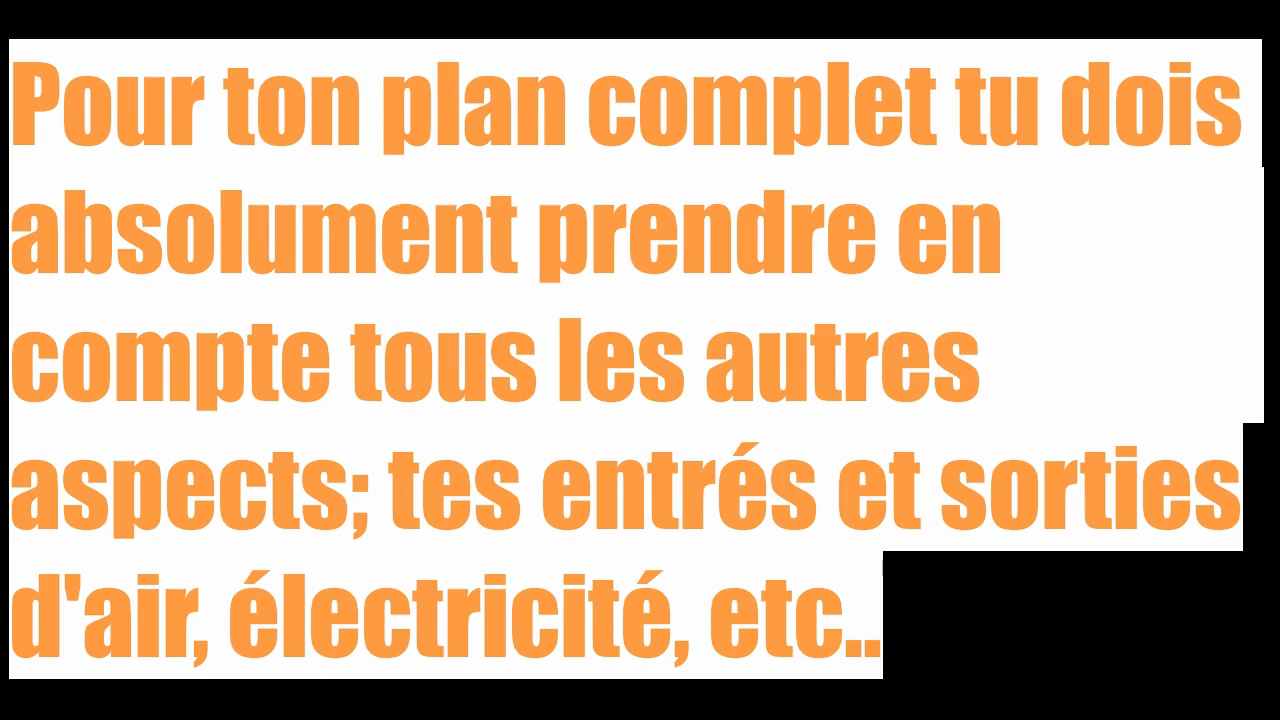 Pour ton plan complet tu dois
absolument prendre en
compte tous les autres
aspects; tes entrés et sorties
d'air, électricité, etc..